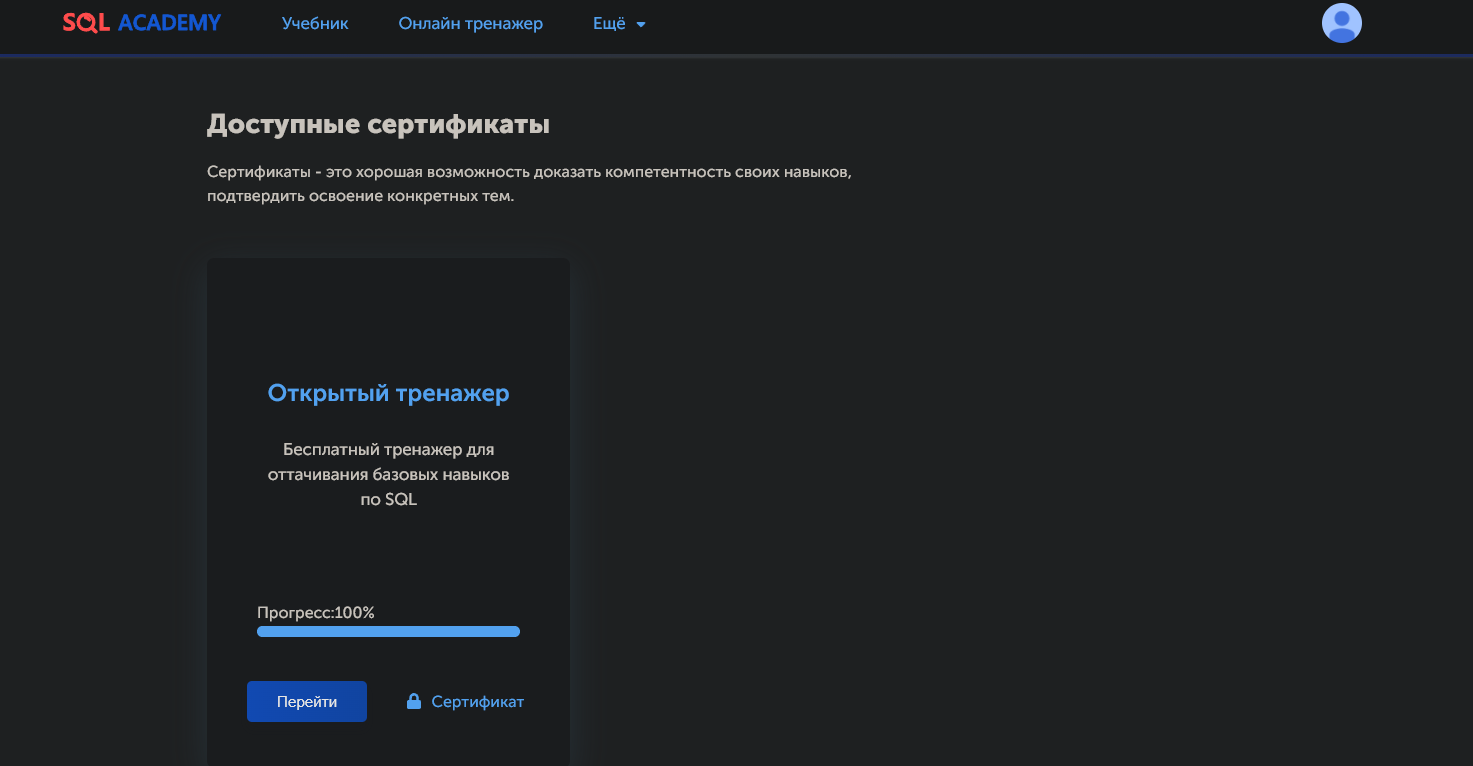 SQL ACADEMY
Учебник
Онлайн тренажер
Ещё
Доступные сертификаты
Сертификаты - это хорошая возможность доказать компетентность своих навыков,
подтвердить освоение конкретных тем.
Открытый тренажер
Бесплатный тренажер для
оттачивания базовых навыков
по SQL
Прогресс:100%
Перейти
Сертификат